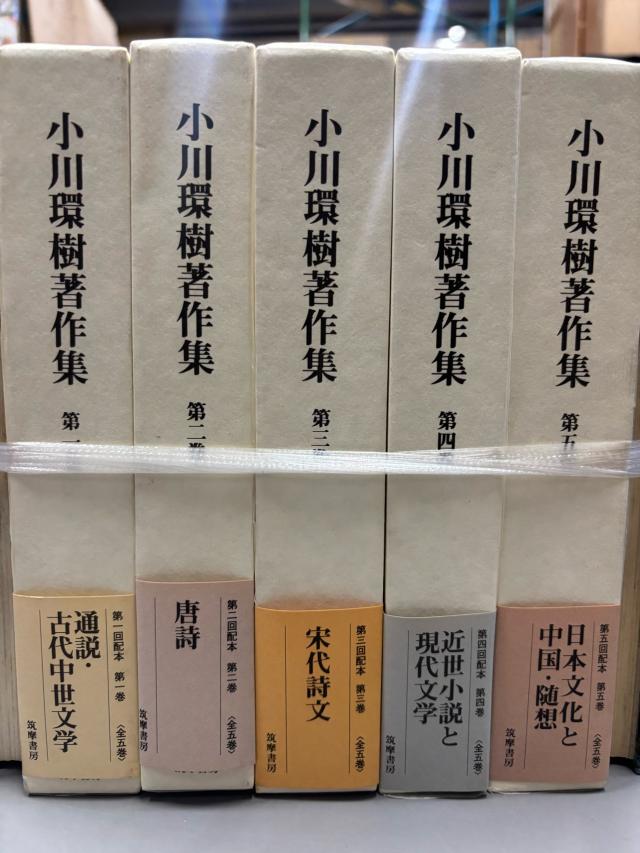 小川環樹著作集
第一
第一回配本 第一巻 〈全五巻〉
通説・
古代中世文学
筑摩書房
小川環樹著作集
第二巻
第二回配本 第二巻 〈全五巻〉
唐詩
筑摩書房
小川環樹著作集
第三巻
第三回配本 第三巻 〈全五巻〉
宋代詩文
筑摩書房
小川環樹著作集
第四
第四回配本 第四巻 〈全五巻〉
近世小説と
現代文学
筑摩書房
小川環樹著作集
第五
第五回配本 第五巻 〈全五巻〉
日本文化と
中国・随想
筑摩書房